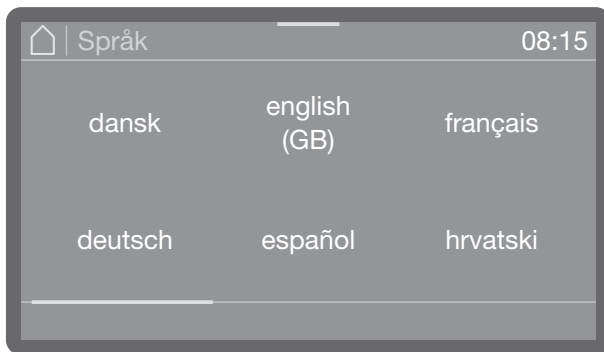 Språk 08:15
dansk english (GB) français
deutsch español hrvatski